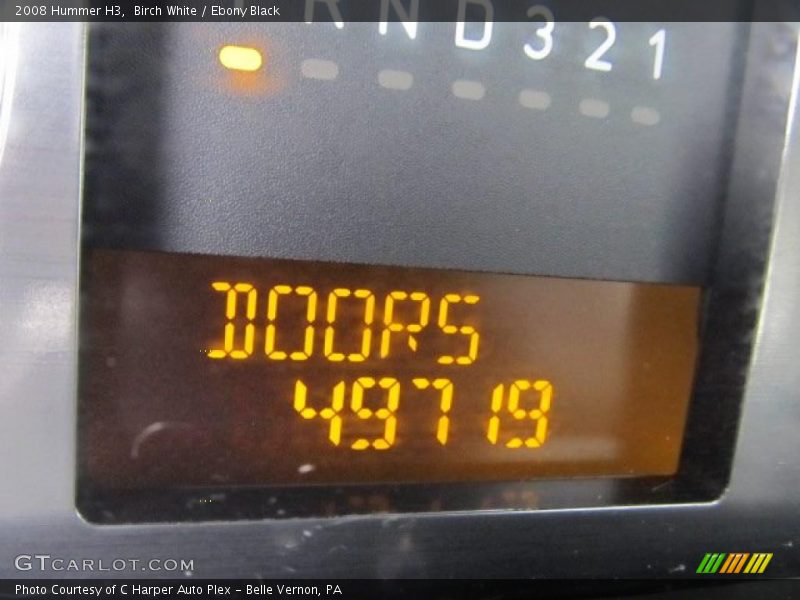 2008 Hummer H3, Birch White / Ebony Black
R N D 3 2 1
DOORS
49719
GTCARLOT.COM
Photo Courtesy of C Harper Auto Plex - Belle Vernon, PA